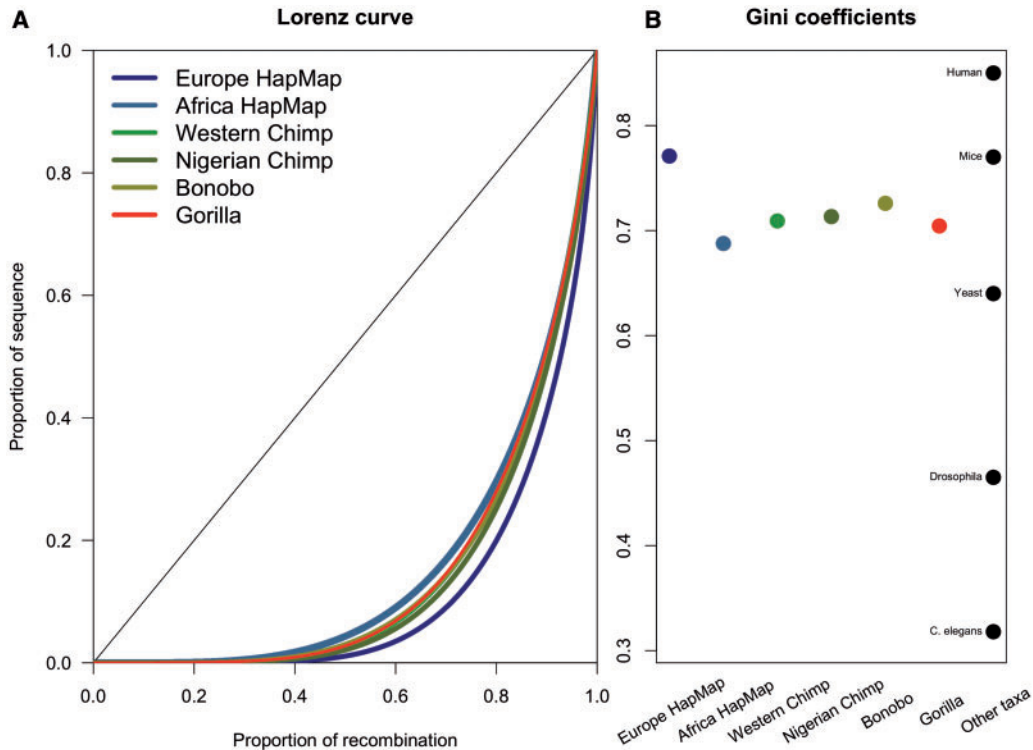 A
Lorenz curve
Europe HapMap
Africa HapMap
Western Chimp
Nigerian Chimp
Bonobo
Gorilla
1.0
0.8
0.6
0.4
0.2
0.0
Proportion of sequence
0.0 0.2 0.4 0.6 0.8 1.0
Proportion of recombination
B
Gini coefficients
0.8
0.7
0.6
0.5
0.4
0.3
Human
Mice
Yeast
Drosophila
C. elegans
Europe HapMap
Africa HapMap
Western Chimp
Nigerian Chimp
Bonobo
Gorilla
Other taxa